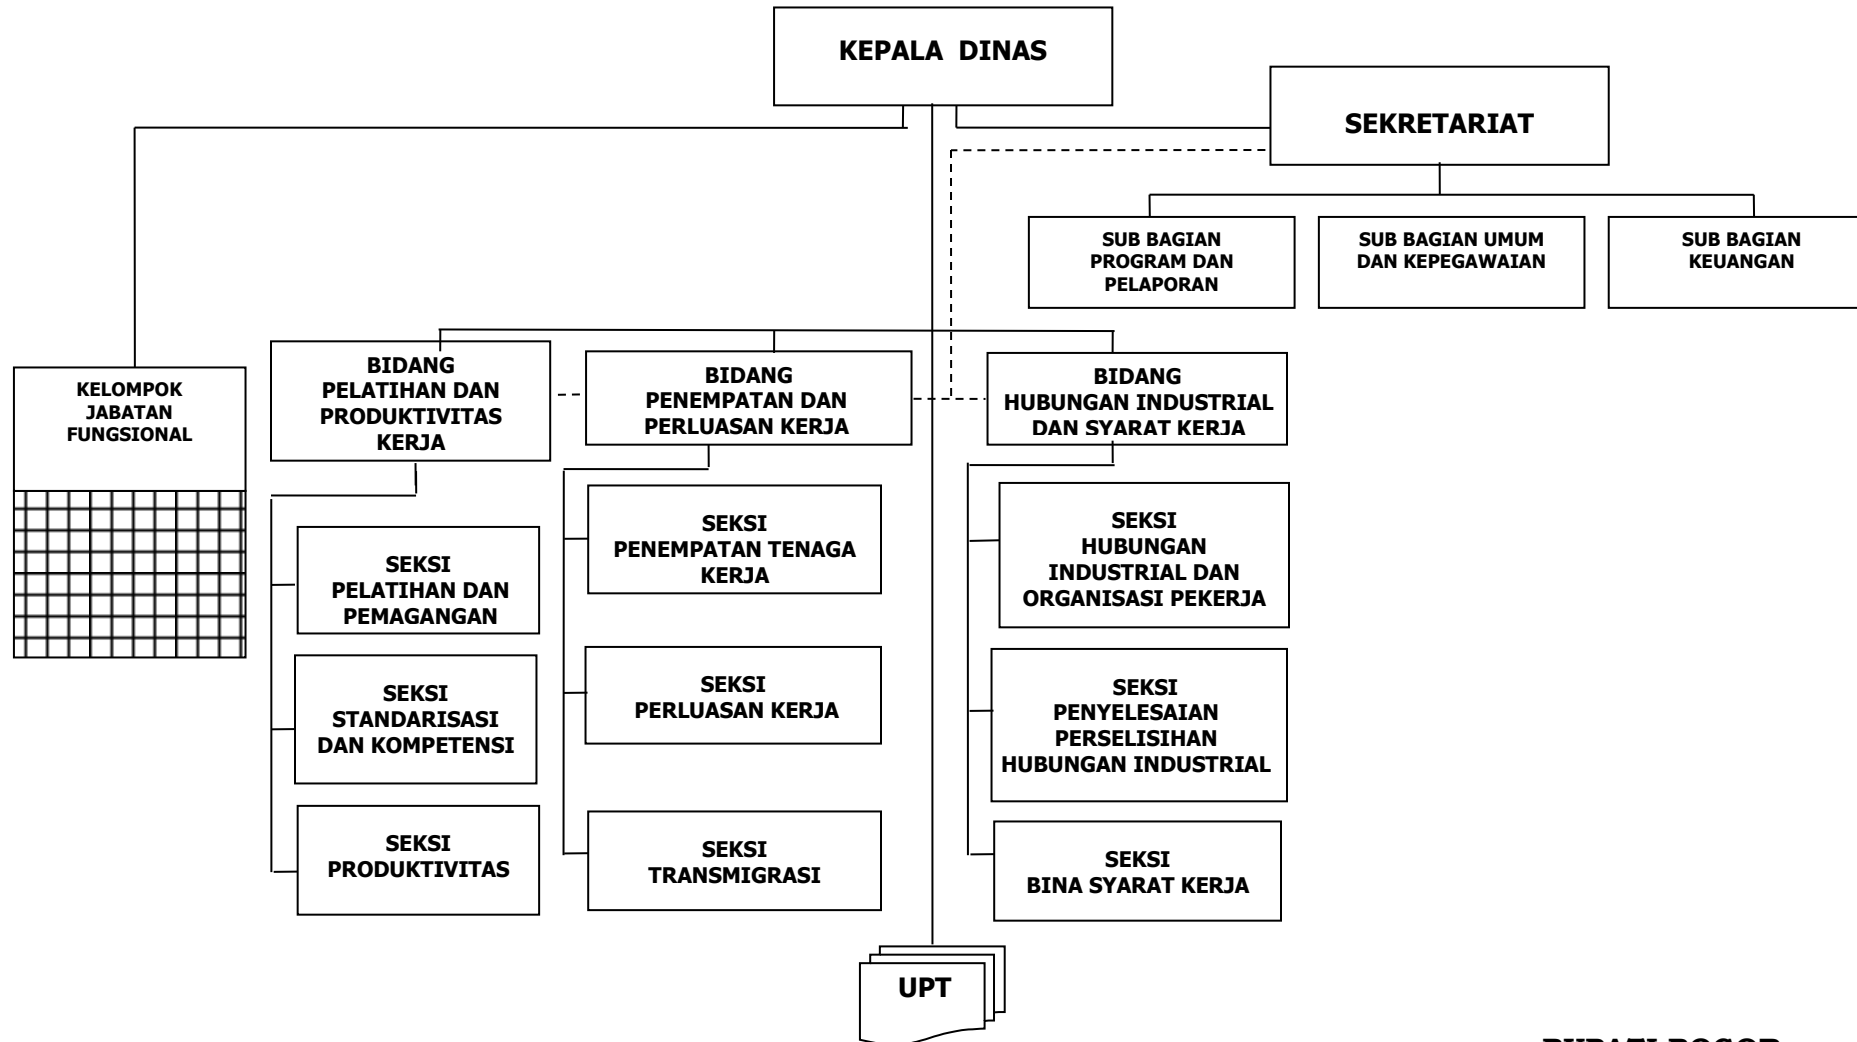 KEPALA DINAS
SEKRETARIAT
SUB BAGIAN
PROGRAM DAN
PELAPORAN
SUB BAGIAN UMUM
DAN KEPEGAWAIAN
SUB BAGIAN
KEUANGAN
KELOMPOK
JABATAN
FUNGSIONAL
BIDANG
PELATIHAN DAN
PRODUKTIVITAS
KERJA
BIDANG
PENEMPATAN DAN
PERLUASAN KERJA
BIDANG
HUBUNGAN INDUSTRIAL
DAN SYARAT KERJA
SEKSI
PELATIHAN DAN
PEMAGANGAN
SEKSI
STANDARISASI
DAN KOMPETENSI
SEKSI
PRODUKTIVITAS
SEKSI
PENEMPATAN TENAGA
KERJA
SEKSI
PERLUASAN KERJA
SEKSI
TRANSMIGRASI
SEKSI
HUBUNGAN
INDUSTRIAL DAN
ORGANISASI PEKERJA
SEKSI
PENYELESAIAN
PERSELISIHAN
HUBUNGAN INDUSTRIAL
SEKSI
BINA SYARAT KERJA
UPT
BUPATI BOGOR